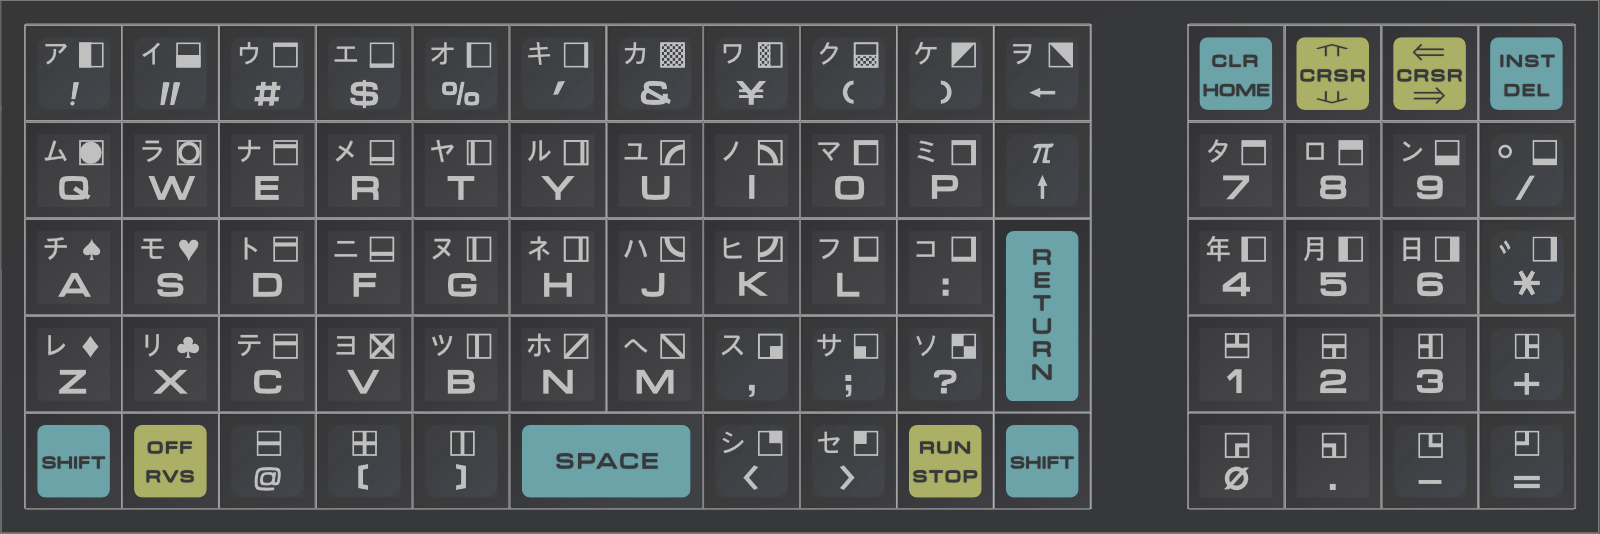 ア イ ウ エ オ キ カ ワ ク ケ ヲ CLR HOME CRSR CRSR INST DEL
! " # $ % ' & ¥ ( ) ←
ム ラ ナ メ ヤ ル ユ ノ マ ミ π タ ロ ン ゜
Q W E R T Y U I O P ↑ 7 8 9 /
チ モ ト ニ ヌ ネ ハ ヒ フ コ RETURN 年 月 日 ゛
A S D F G H J K L : 4 5 6 *
レ リ テ ヨ ツ ホ ヘ ス サ ソ
Z X C V B N M , ; ? 1 2 3 +
SHIFT OFF RVS SPACE シ セ RUN STOP SHIFT
@ [ ] < > Ø . − =